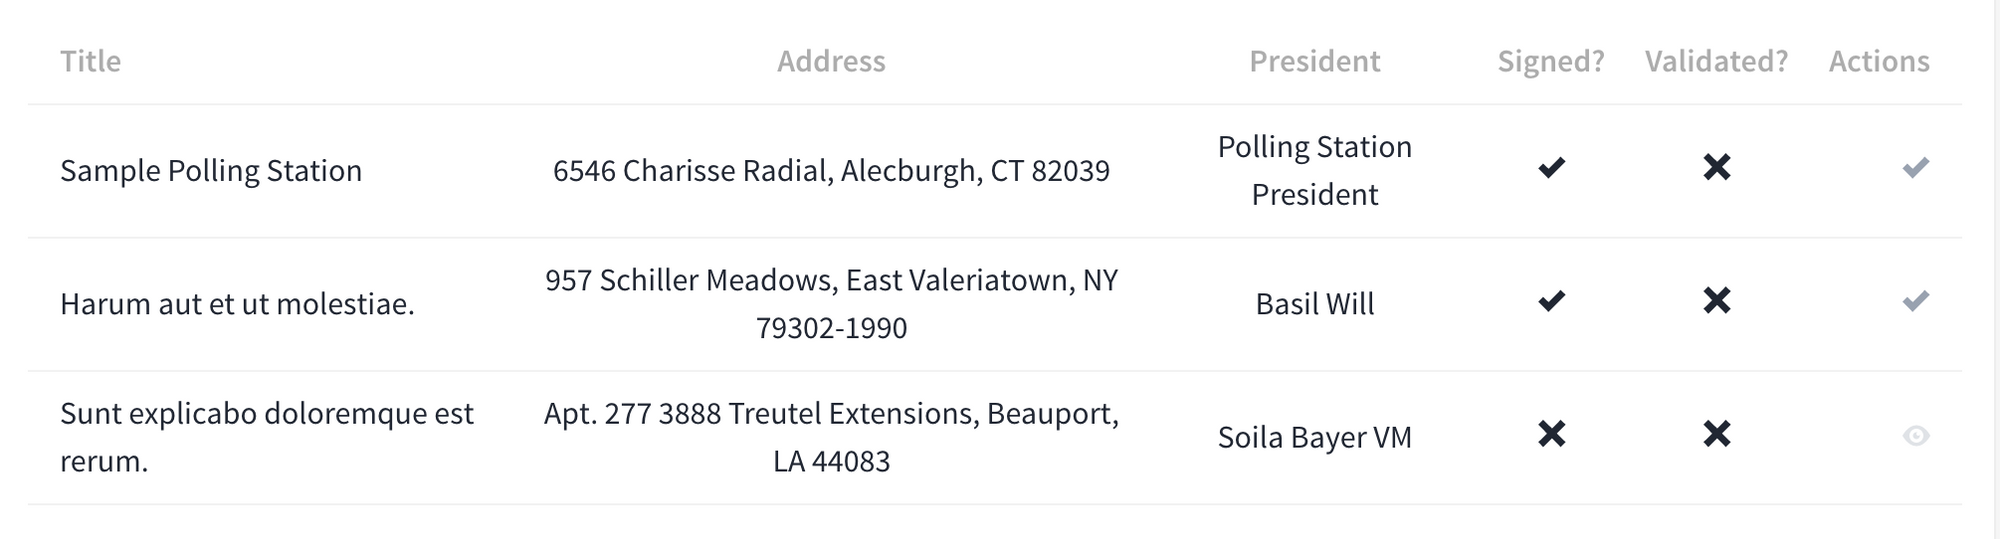 Title Address President Signed? Validated? Actions
Sample Polling Station 6546 Charisse Radial, Alecburgh, CT 82039 Polling Station
President
Harum aut et ut molestiae. 957 Schiller Meadows, East Valeriatown, NY
79302-1990 Basil Will
Sunt explicabo doloremque est
rerum. Apt. 277 3888 Treutel Extensions, Beauport,
LA 44083 Soila Bayer VM